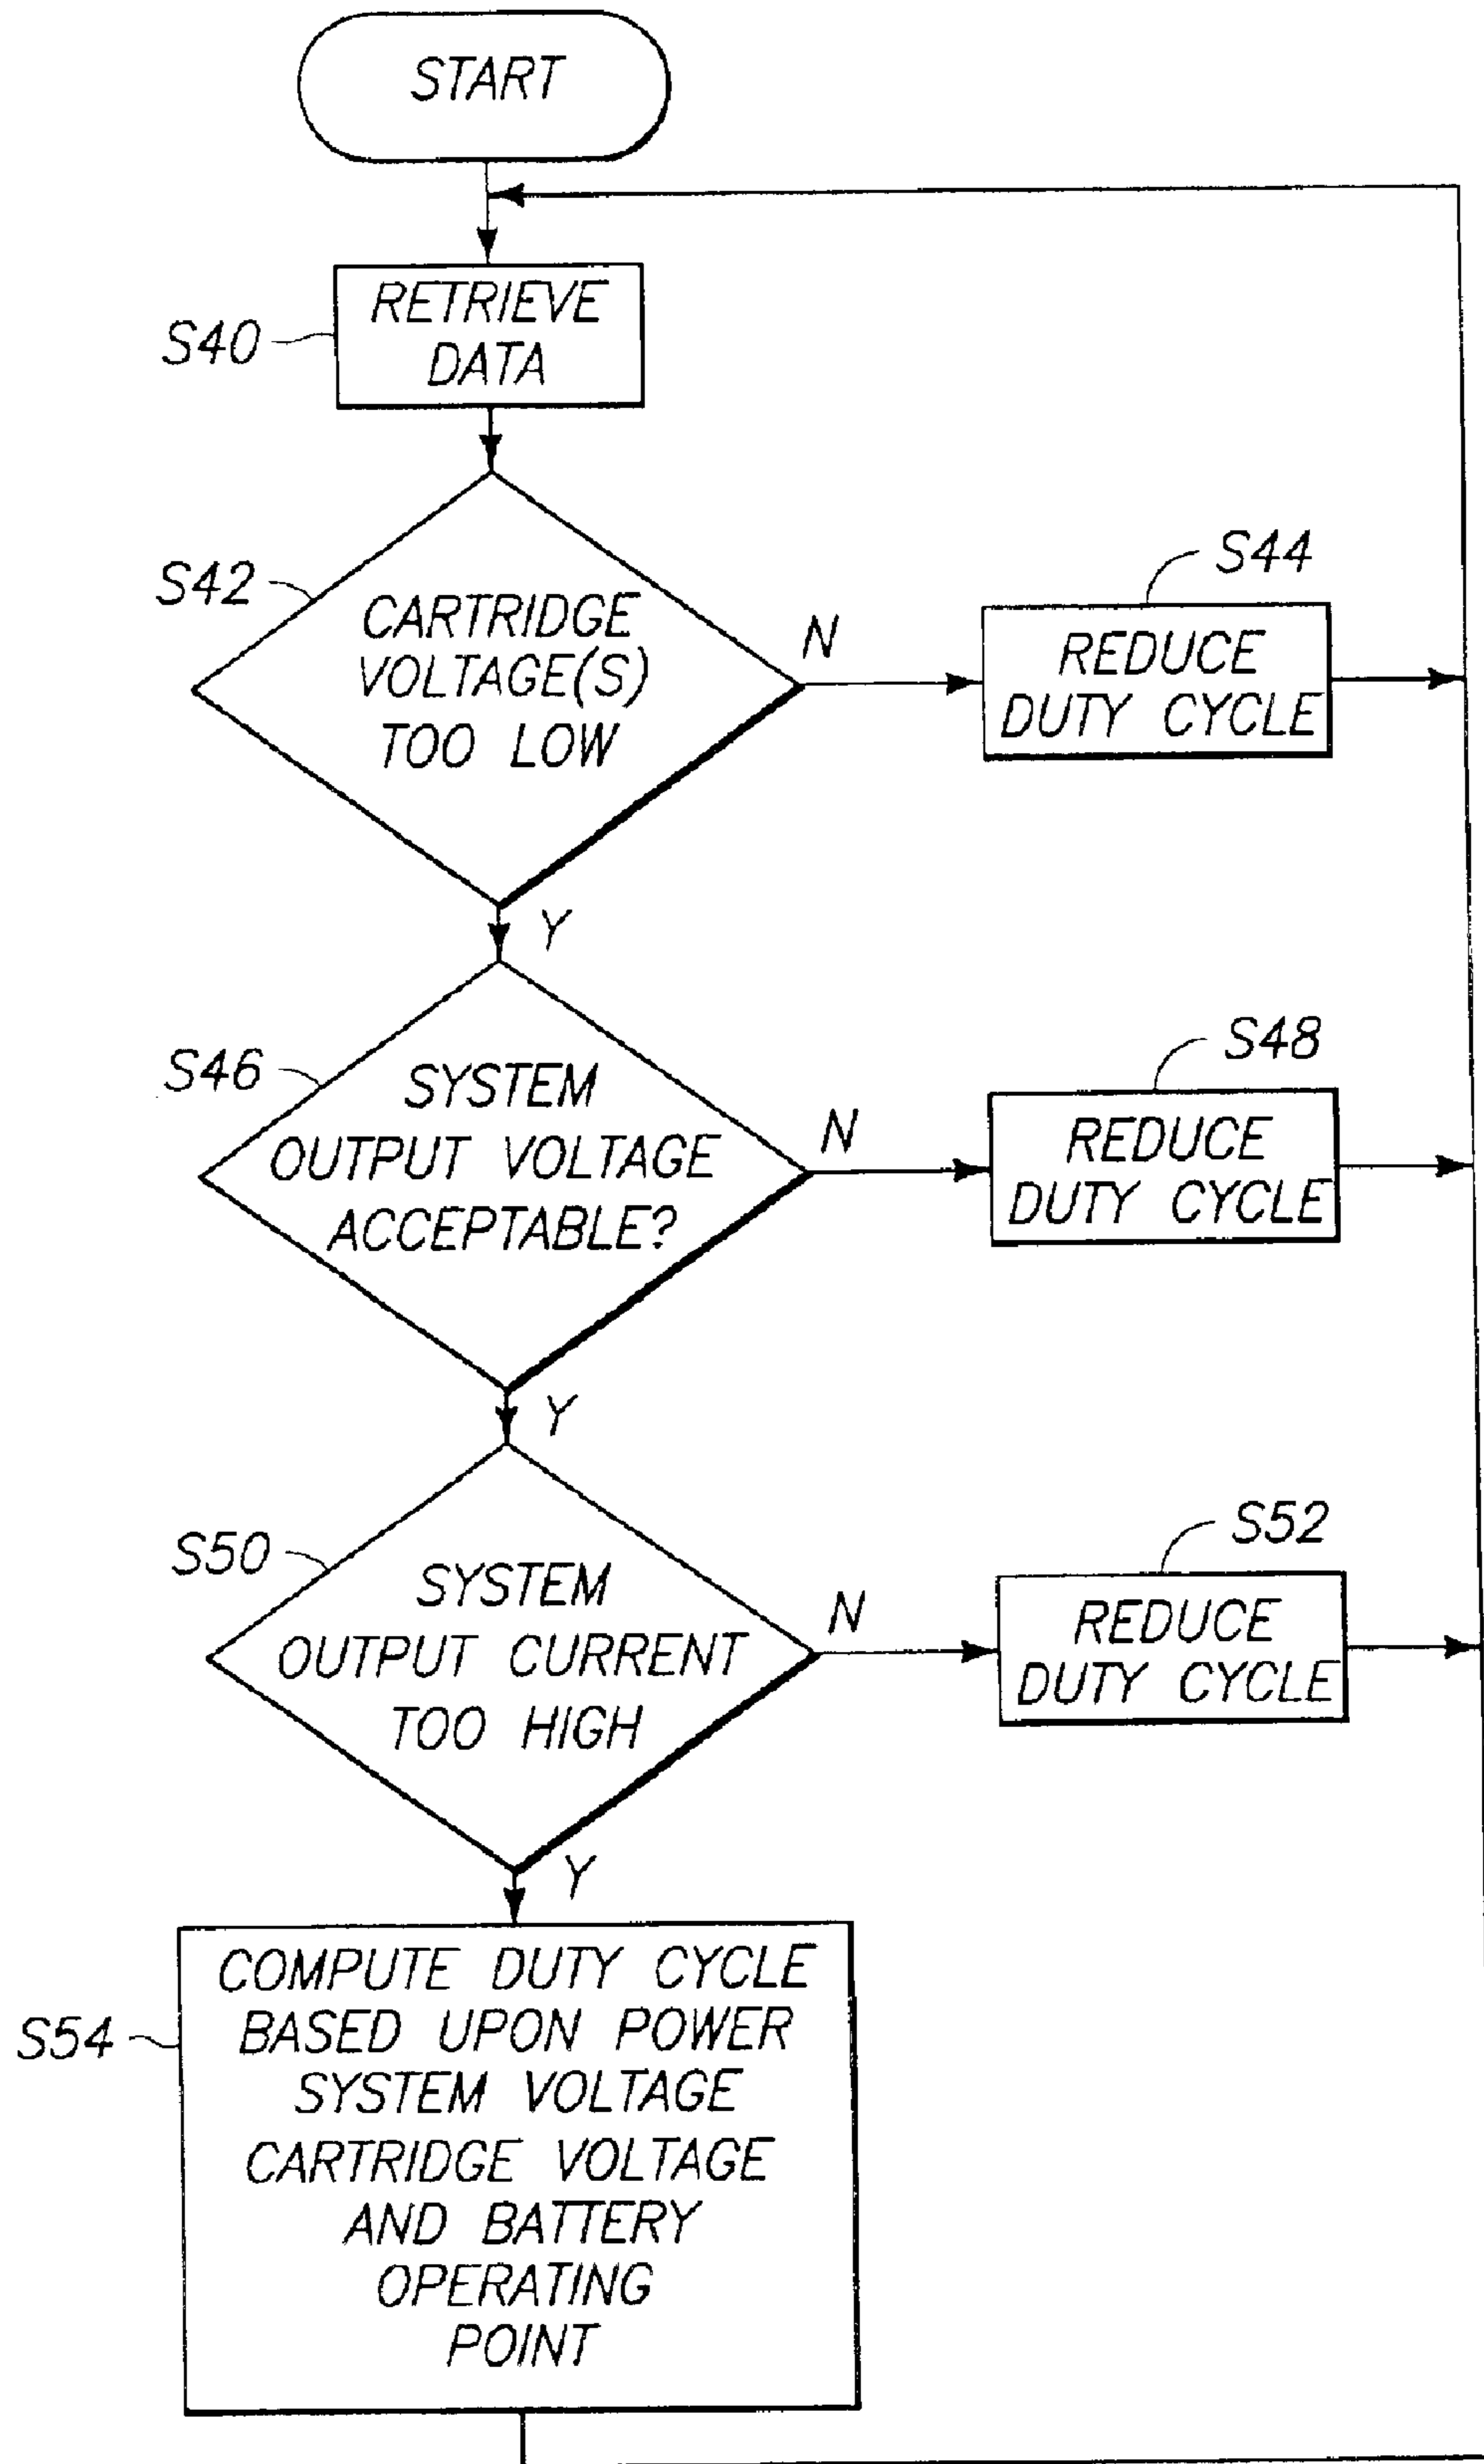 START
S40
RETRIEVE
DATA
S42
CARTRIDGE
VOLTAGE(S)
TOO LOW
N
S44
REDUCE
DUTY CYCLE
Y
S46
SYSTEM
OUTPUT VOLTAGE
ACCEPTABLE?
N
S48
REDUCE
DUTY CYCLE
Y
S50
SYSTEM
OUTPUT CURRENT
TOO HIGH
N
S52
REDUCE
DUTY CYCLE
Y
S54
COMPUTE DUTY CYCLE
BASED UPON POWER
SYSTEM VOLTAGE
CARTRIDGE VOLTAGE
AND BATTERY
OPERATING
POINT